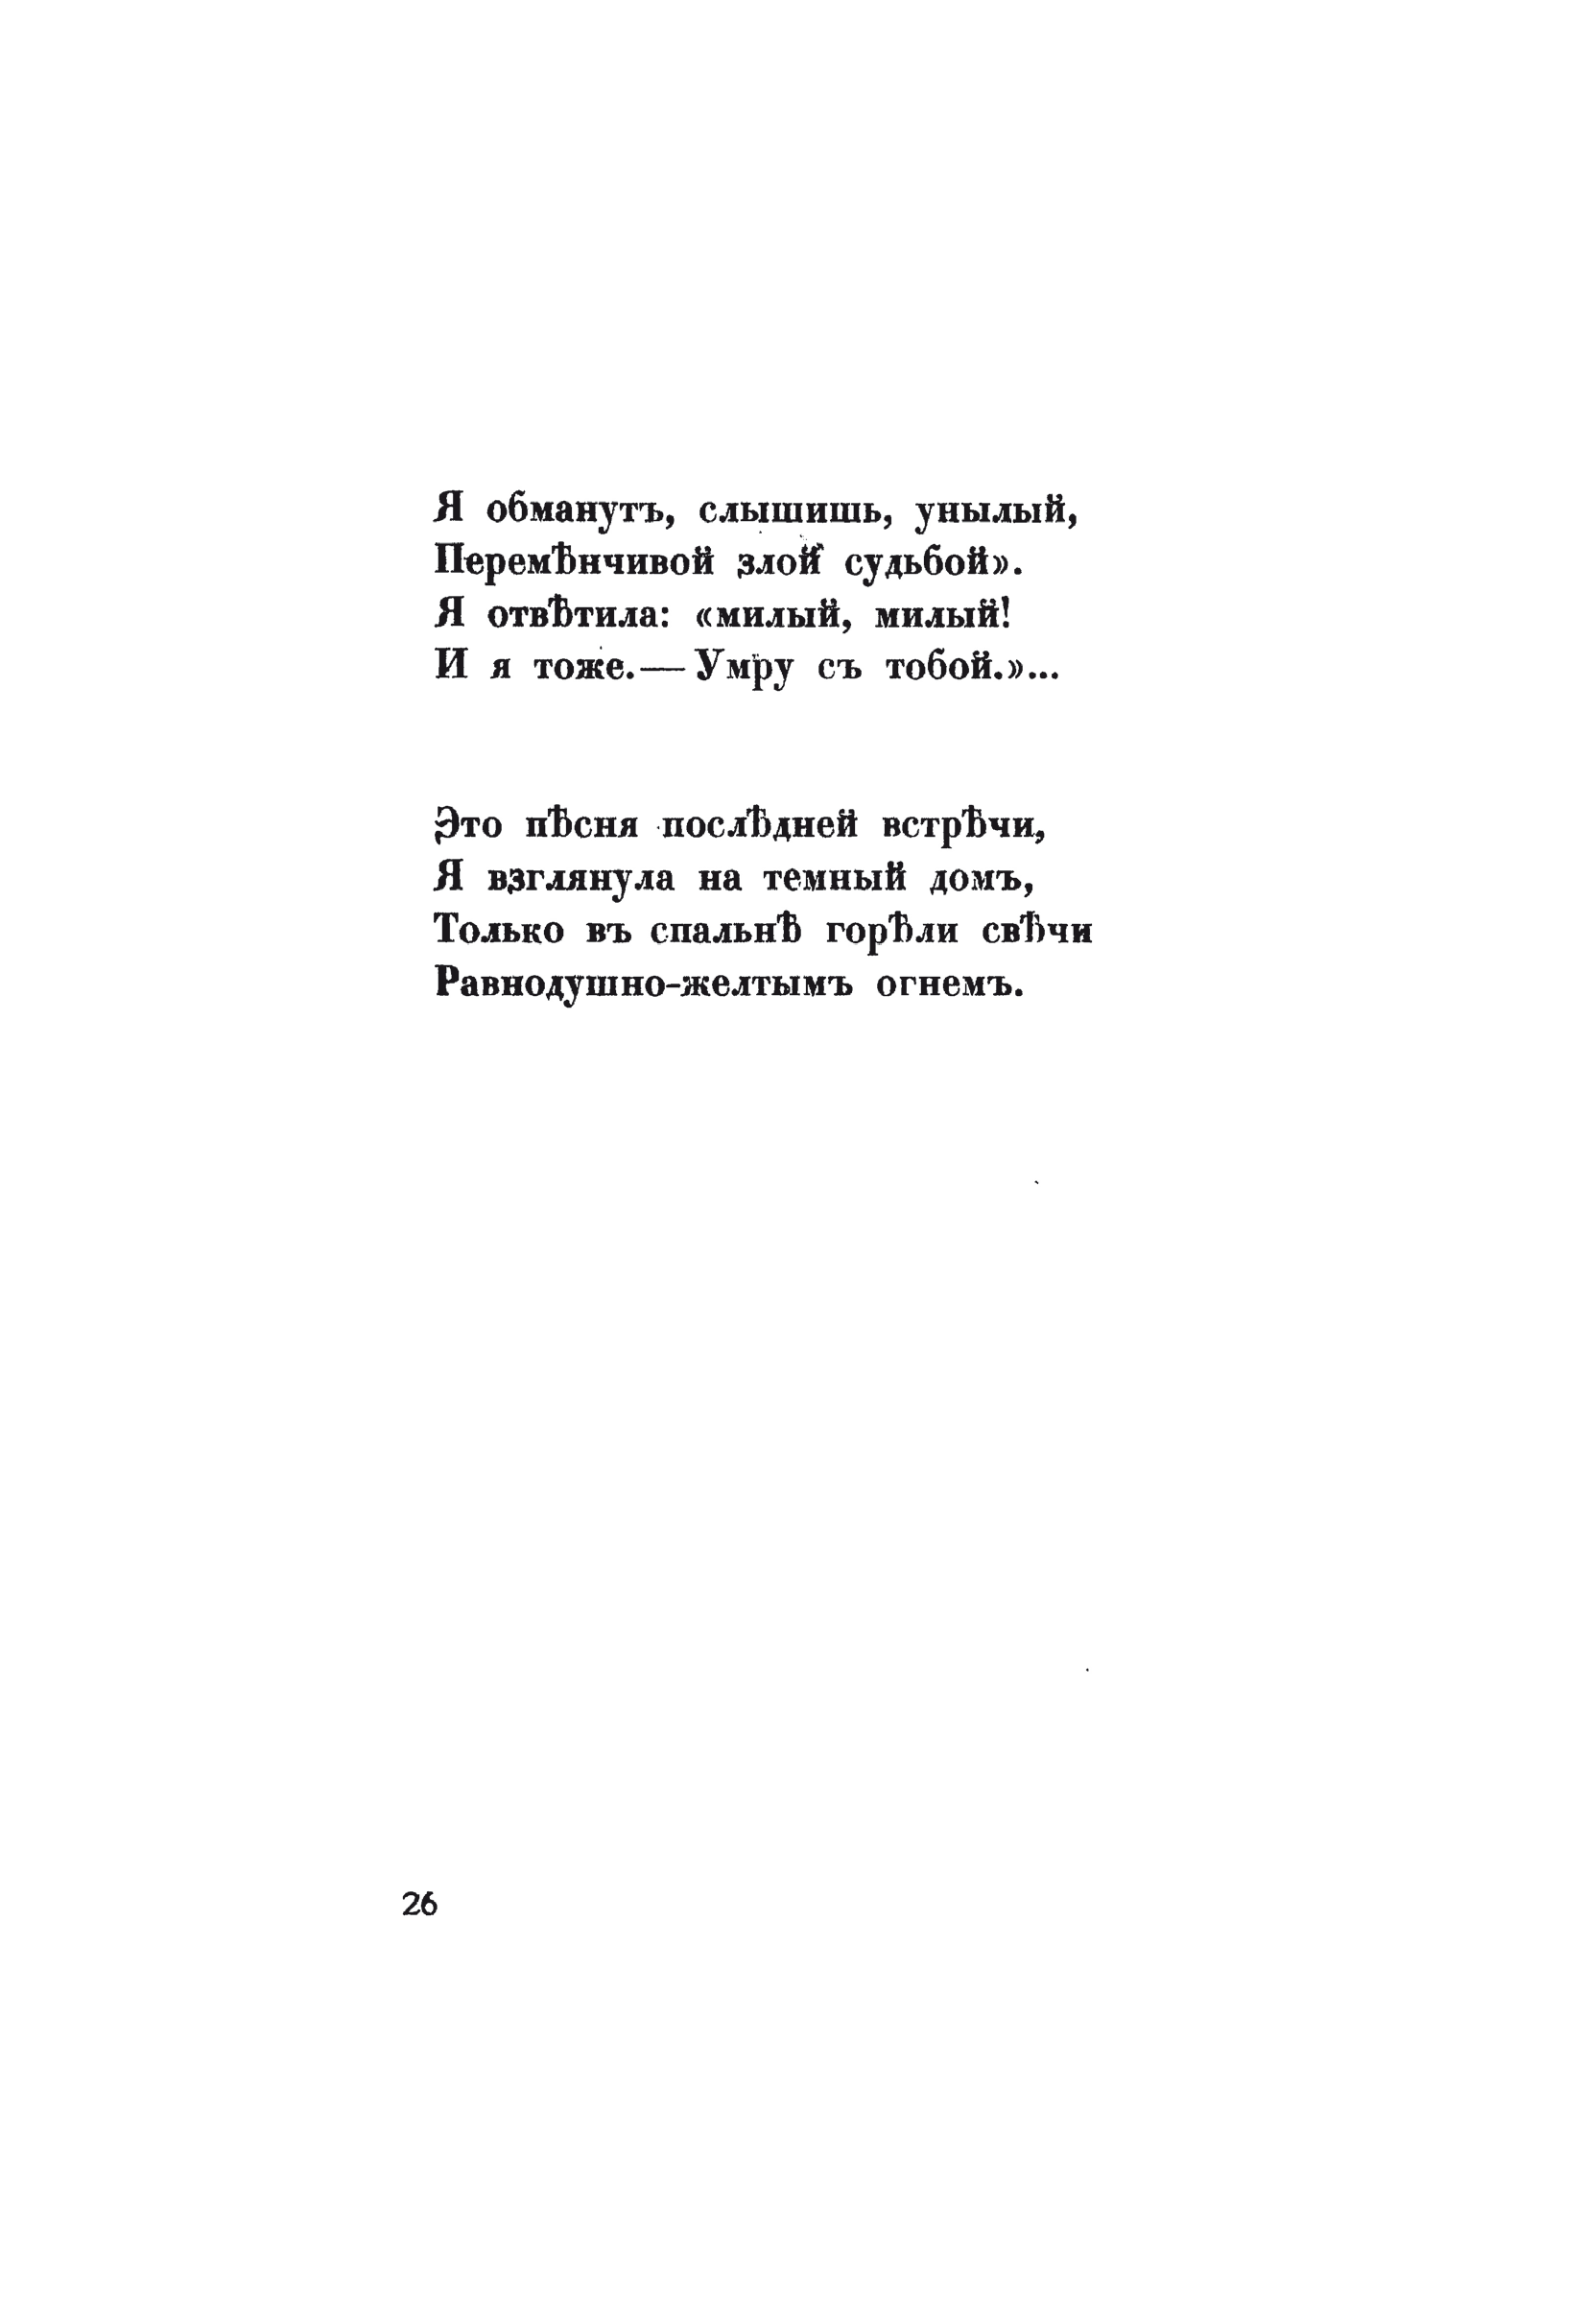 Я обманутъ, слышишь, унылый,
Перемѣнчивой злой судьбой».
Я отвѣтила: «милый, милый!
И я тоже.— Умру съ тобой.»...
Это пѣсня послѣдней встрѣчи,
Я взглянула на темный домъ,
Только въ спальнѣ горѣли свѣчи
Равнодушно-желтымъ огнемъ.
26